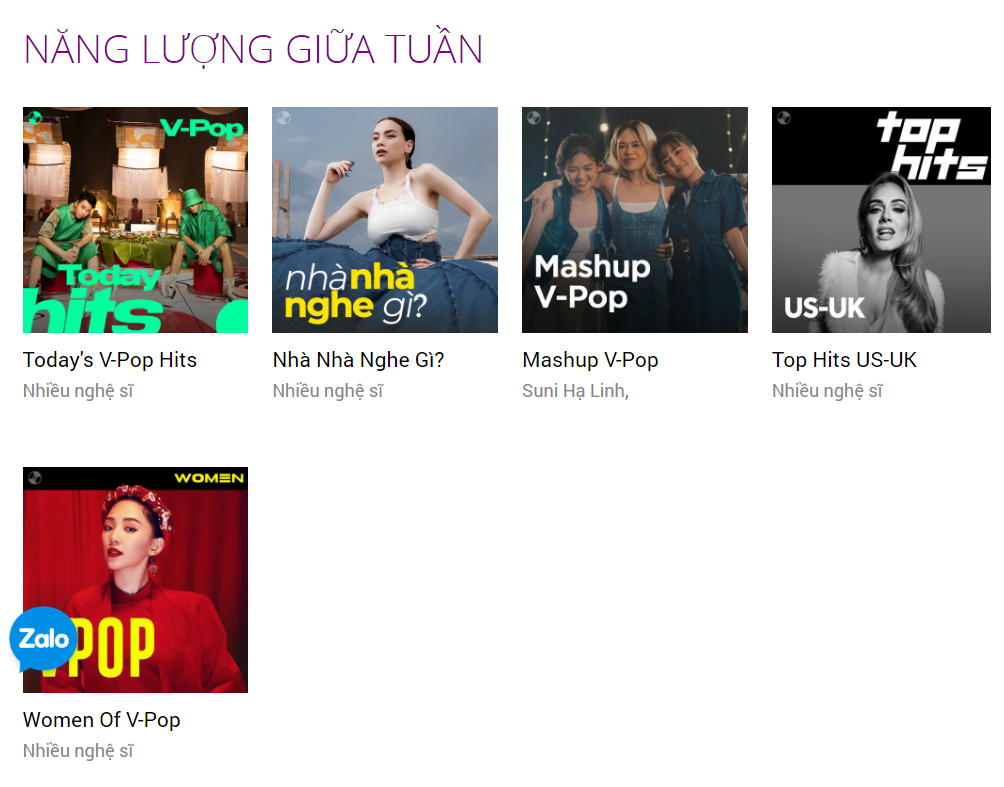 NĂNG LƯỢNG GIỮA TUẦN
V-Pop
Today
hits
Today's V-Pop Hits
Nhiều nghệ sĩ
nhà nhà
nghe gì?
Nhà Nhà Nghe Gì?
Nhiều nghệ sĩ
Mashup
V-Pop
Mashup V-Pop
Suni Hạ Linh,
top
hits
US-UK
Top Hits US-UK
Nhiều nghệ sĩ
WOMEN
Zalo
VPOP
Women Of V-Pop
Nhiều nghệ sĩ